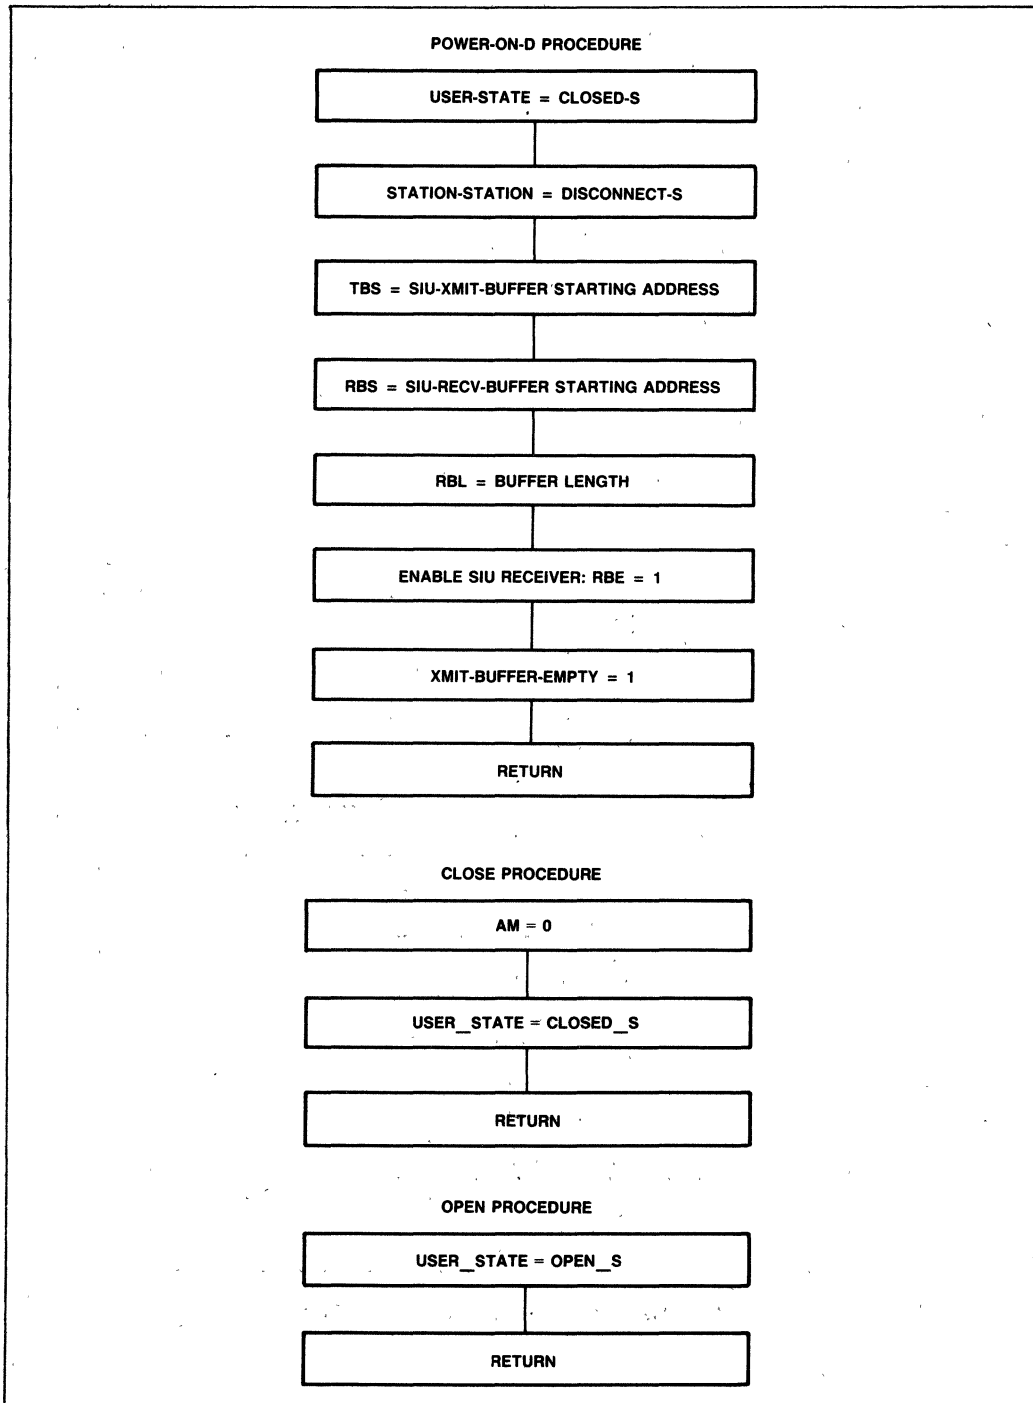 POWER-ON-D PROCEDURE
USER-STATE = CLOSED-S
STATION-STATION = DISCONNECT-S
TBS = SIU-XMIT-BUFFER STARTING ADDRESS
RBS = SIU-RECV-BUFFER STARTING ADDRESS
RBL = BUFFER LENGTH
ENABLE SIU RECEIVER: RBE = 1
XMIT-BUFFER-EMPTY = 1
RETURN
CLOSE PROCEDURE
AM = 0
USER_STATE = CLOSED_S
RETURN
OPEN PROCEDURE
USER_STATE = OPEN_S
RETURN